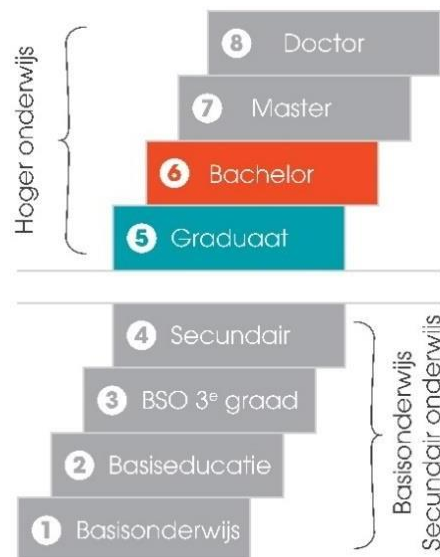 8 Doctor
7 Master
6 Bachelor
5 Graduaat
Hoger onderwijs
4 Secundair
3 BSO 3e graad
2 Basiseducatie
1 Basisonderwijs
Basisonderwijs
Secundair onderwijs